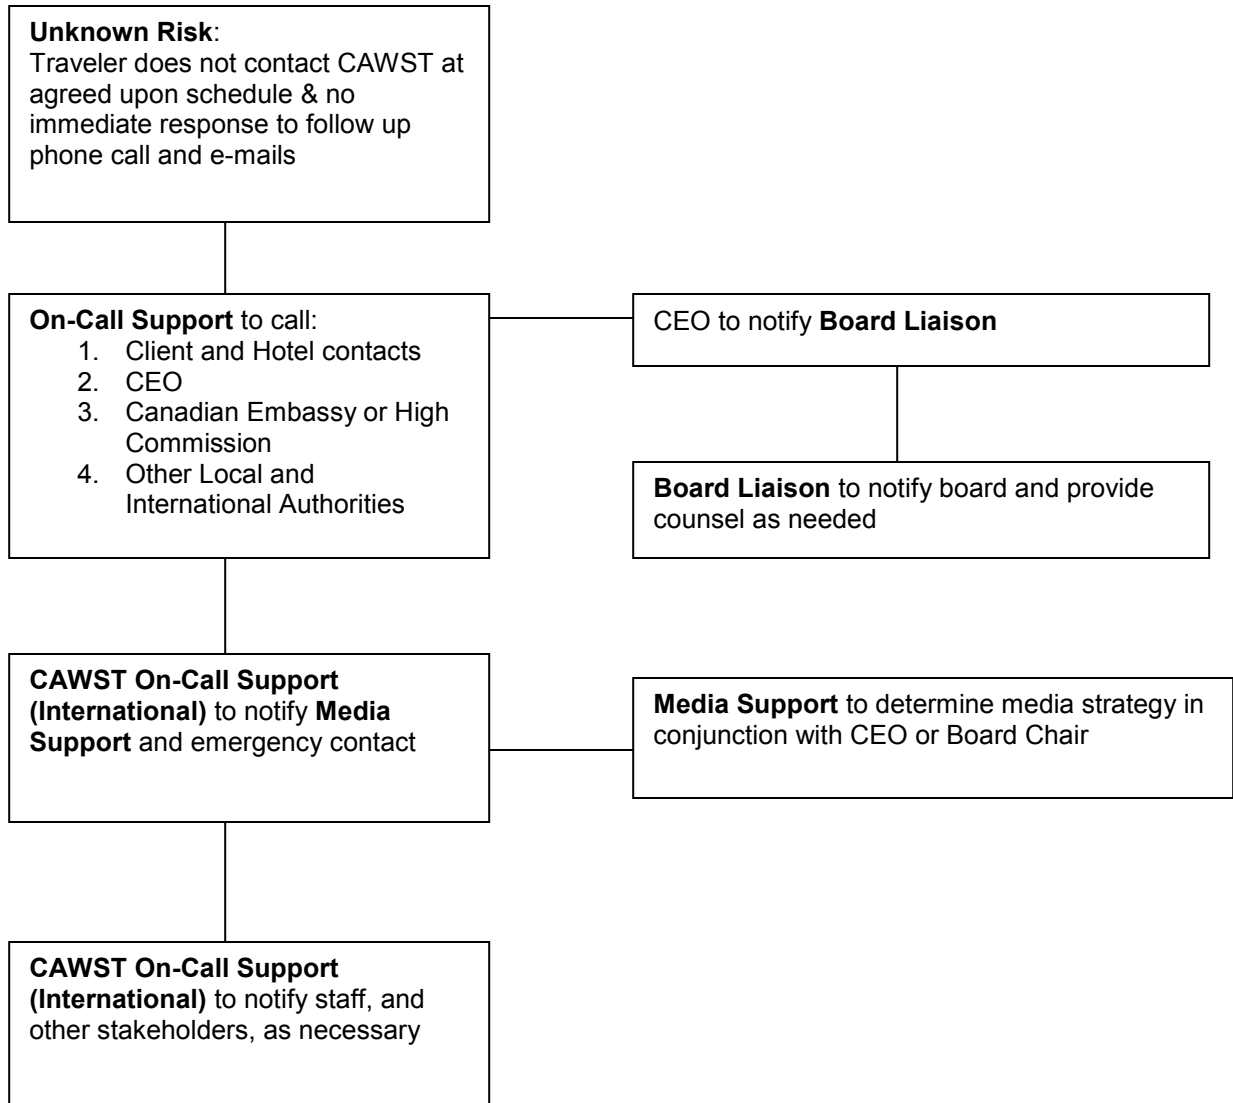 Unknown Risk:
Traveler does not contact CAWST at
agreed upon schedule & no
immediate response to follow up
phone call and e-mails
On-Call Support to call:
1. Client and Hotel contacts
2. CEO
3. Canadian Embassy or High
Commission
4. Other Local and
International Authorities
CEO to notify Board Liaison
Board Liaison to notify board and provide
counsel as needed
CAWST On-Call Support
(International) to notify Media
Support and emergency contact
Media Support to determine media strategy in
conjunction with CEO or Board Chair
CAWST On-Call Support
(International) to notify staff, and
other stakeholders, as necessary